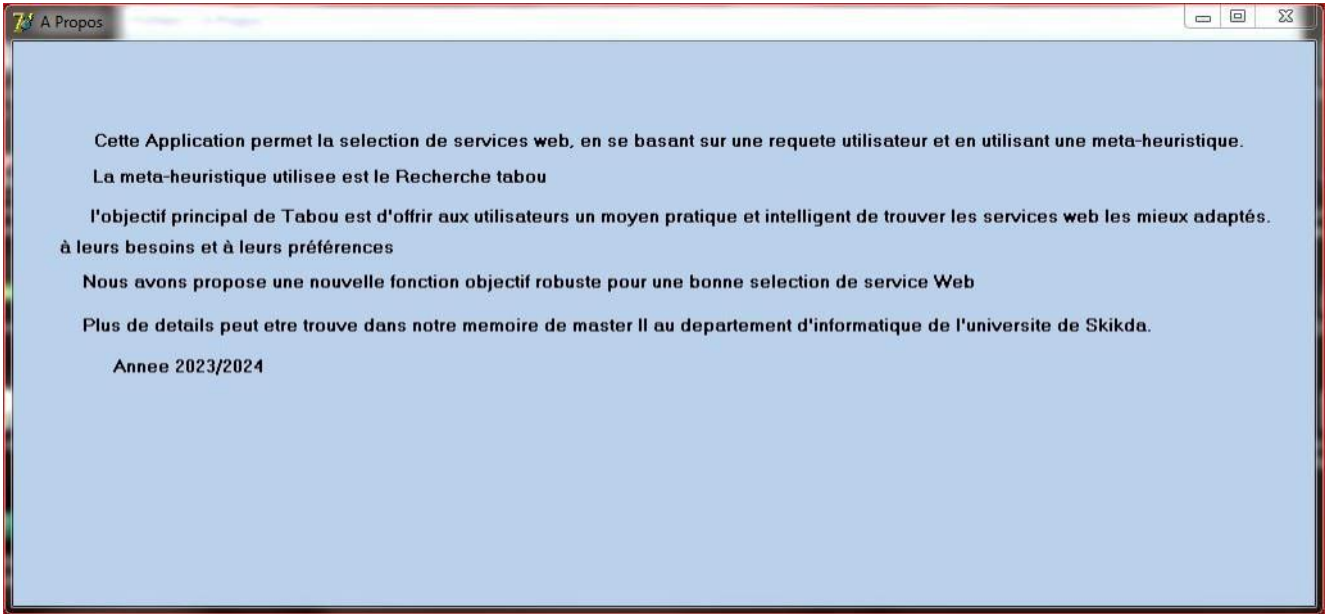 A Propos
Cette Application permet la selection de services web, en se basant sur une requete utilisateur et en utilisant une meta-heuristique.
La meta-heuristique utilisee est le Recherche tabou
l'objectif principal de Tabou est d'offrir aux utilisateurs un moyen pratique et intelligent de trouver les services web les mieux adaptés.
à leurs besoins et à leurs préférences
Nous avons propose une nouvelle fonction objectif robuste pour une bonne selection de service Web
Plus de details peut etre trouve dans notre memoire de master II au departement d'informatique de l'universite de Skikda.
Annee 2023/2024